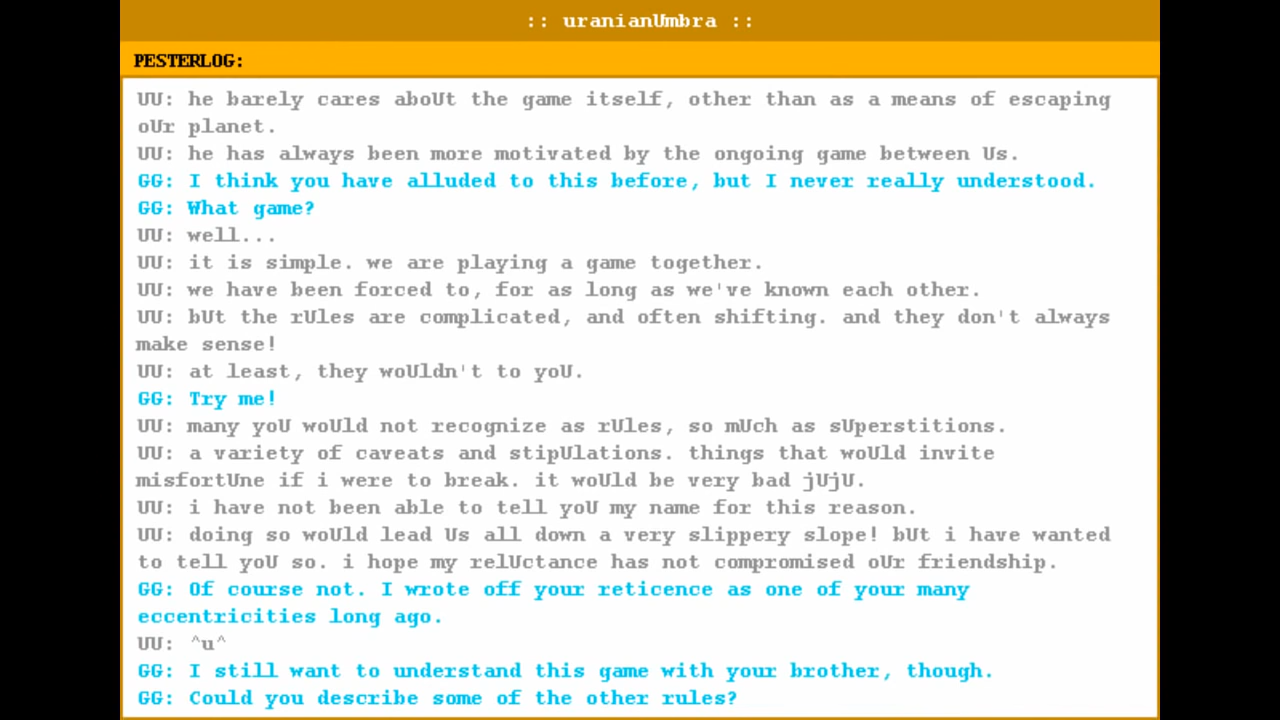 :: uranianUmbra ::
PESTERLOG:
UU: he barely cares aboUt the game itself, other than as a means of escaping
oUr planet.
UU: he has always been more motivated by the ongoing game between Us.
GG: I think you have alluded to this before, but I never really understood.
GG: What game?
UU: well...
UU: it is simple. we are playing a game together.
UU: we have been forced to, for as long as we've known each other.
UU: bUt the rUles are complicated, and often shifting. and they don't always
make sense!
UU: at least, they woUldn't to yoU.
GG: Try me!
UU: many yoU woUld not recognize as rUles, so mUch as sUperstitions.
UU: a variety of caveats and stipUlations. things that woUld invite
misfortUne if i were to break. it woUld be very bad jUjU.
UU: i have not been able to tell yoU my name for this reason.
UU: doing so woUld lead Us all down a very slippery slope! bUt i have wanted
to tell yoU so. i hope my relUctance has not compromised oUr friendship.
GG: Of course not. I wrote off your reticence as one of your many
eccentricities long ago.
UU: ^u^
GG: I still want to understand this game with your brother, though.
GG: Could you describe some of the other rules?